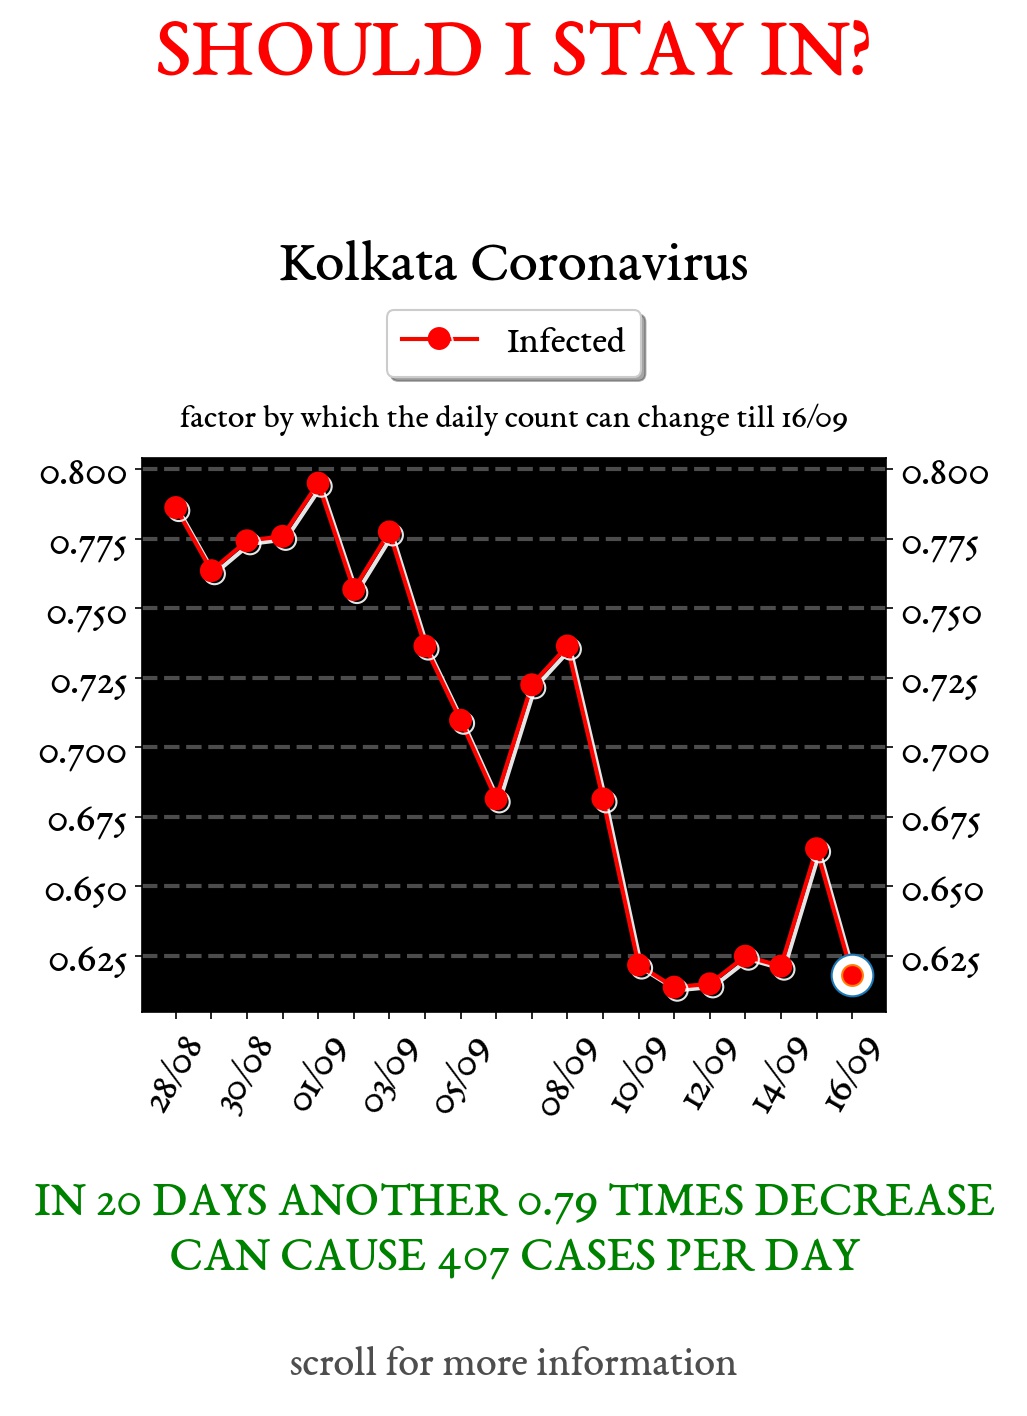 SHOULD I STAY IN?
Kolkata Coronavirus
Infected
factor by which the daily count can change till 16/09
0.800 0.800
0.775 0.775
0.750 0.750
0.725 0.725
0.700 0.700
0.675 0.675
0.650 0.650
0.625 0.625
28/08 30/08 01/09 03/09 05/09 08/09 10/09 12/09 14/09 16/09
IN 20 DAYS ANOTHER 0.79 TIMES DECREASE
CAN CAUSE 407 CASES PER DAY
scroll for more information